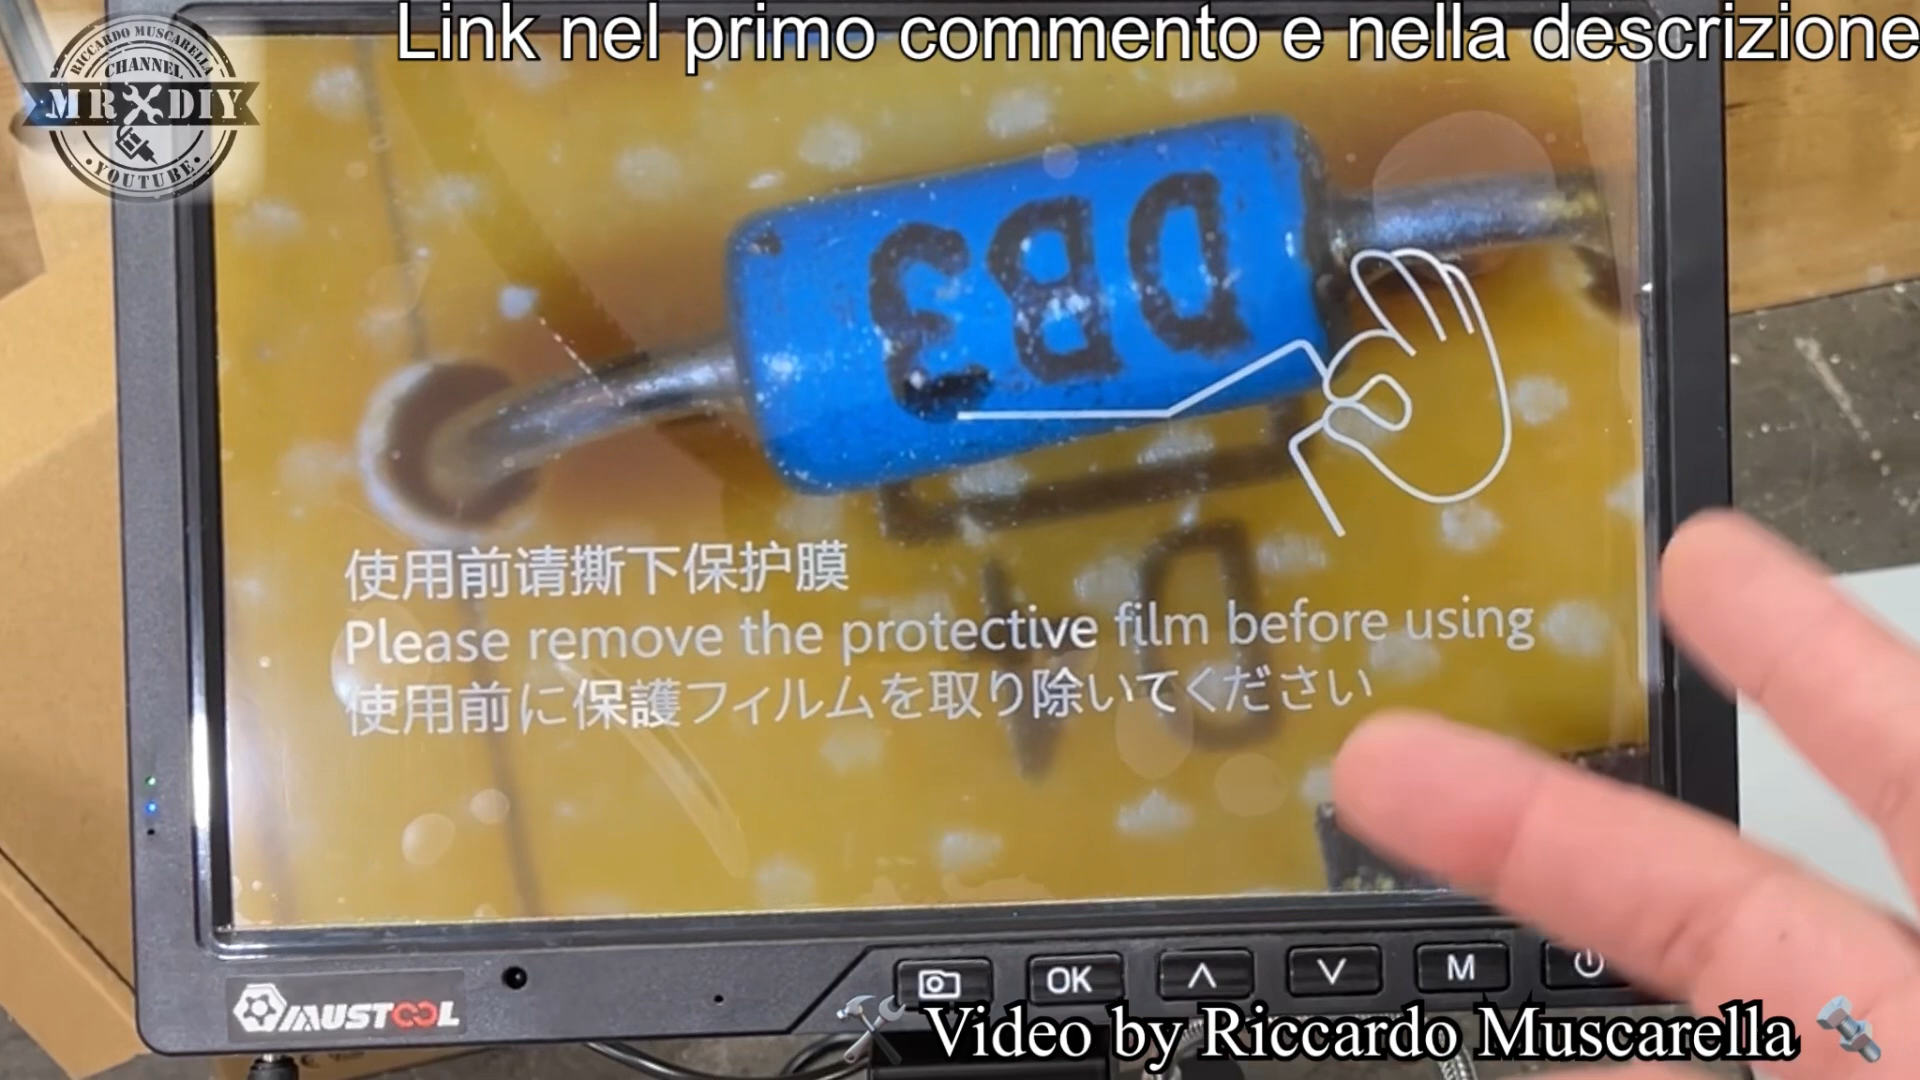 Link nel primo commento e nella descrizione
RICCARDO MUSCARELLA
CHANNEL
MR DIY
• YOUTUBE •
DB3
D4
使用前请撕下保护膜
Please remove the protective film before using
使用前に保護フィルムを取り除いてください
MUSTOOL
OK
M
Video by Riccardo Muscarella